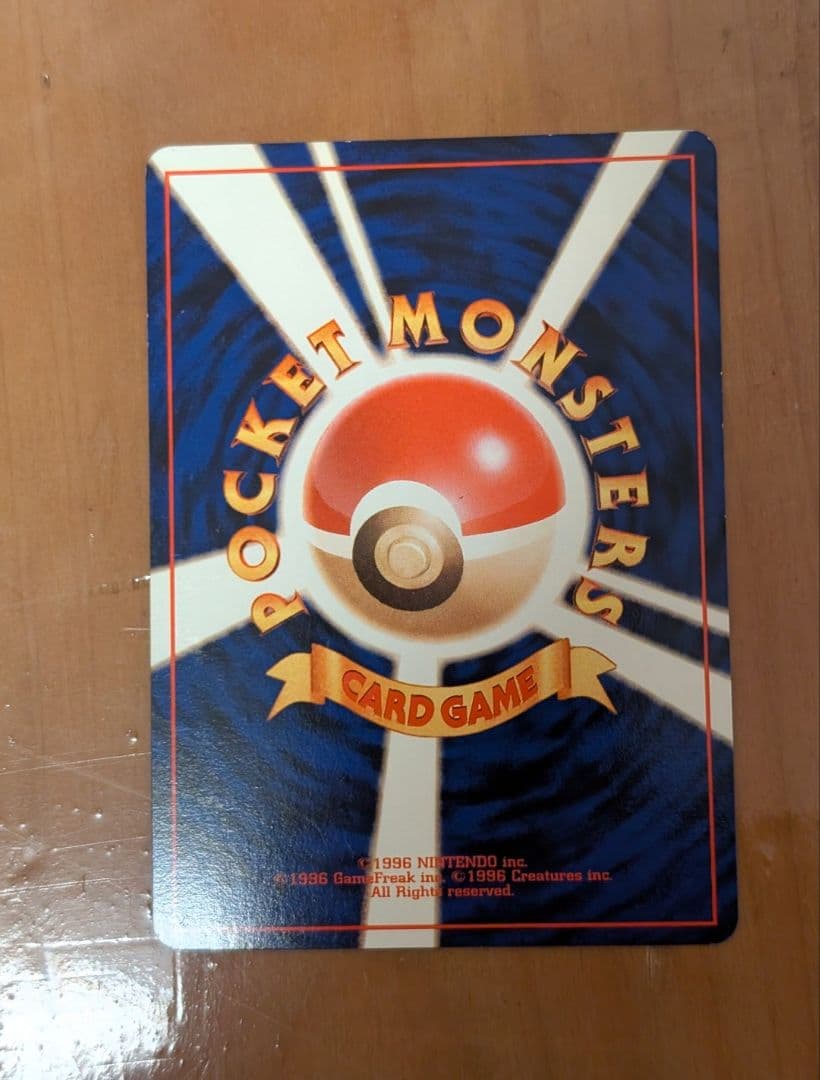 POCKET MONSTERS
CARD GAME
©1996 NINTENDO inc.
©1996 GameFreak inc. ©1996 Creatures inc.
All Rights reserved.